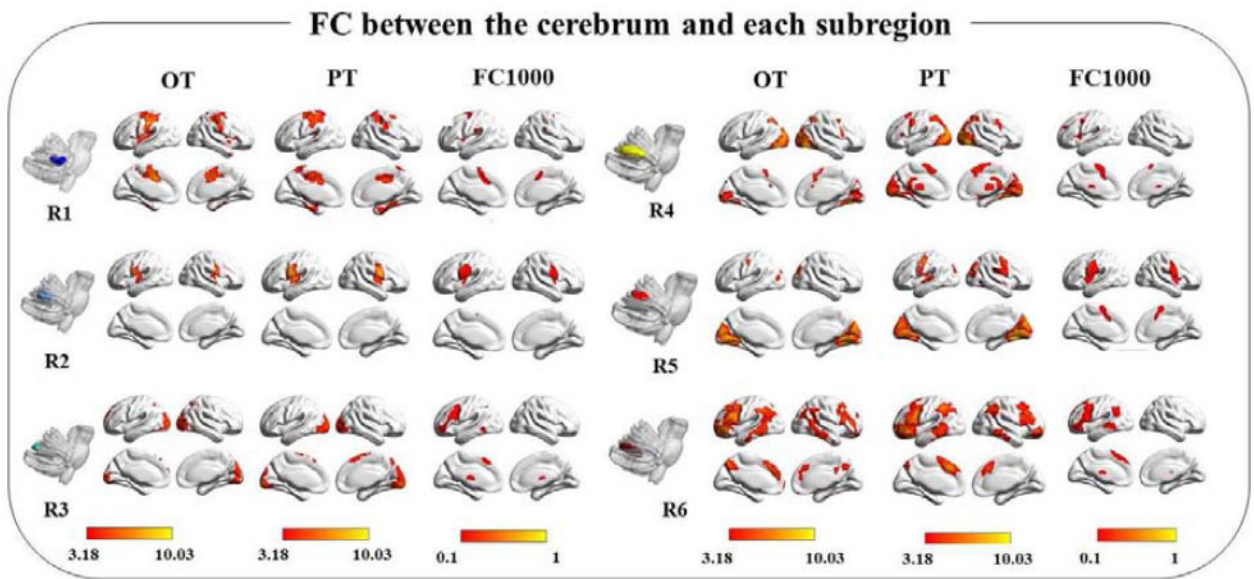 FC between the cerebrum and each subregion
OT PT FC1000 OT PT FC1000
R1 R4
R2 R5
R3 R6
3.18 10.03 3.18 10.03 0.1 1 3.18 10.03 3.18 10.03 0.1 1